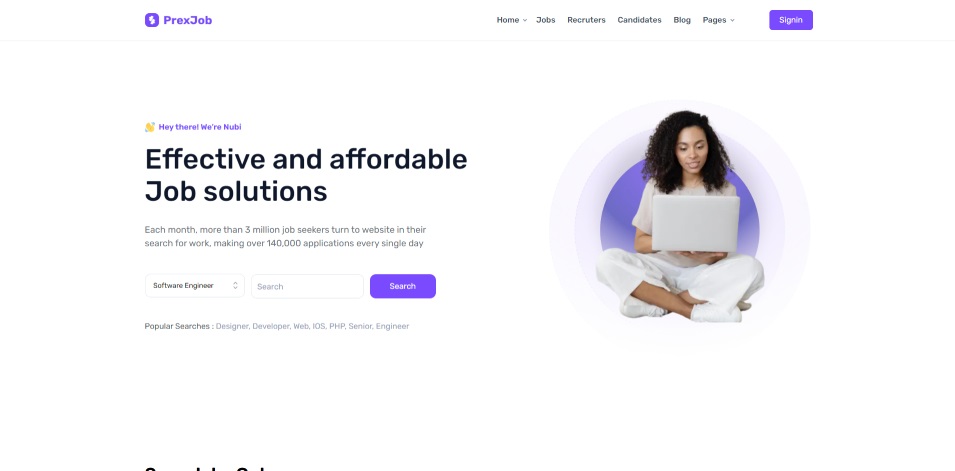 PrexJob
Home
Jobs
Recruters
Candidates
Blog
Pages
Signin
Hey there! We're Nubi
Effective and affordable
Job solutions
Each month, more than 3 million job seekers turn to website in their
search for work, making over 140,000 applications every single day
Software Engineer
Search
Search
Popular Searches : Designer, Developer, Web, IOS, PHP, Senior, Engineer